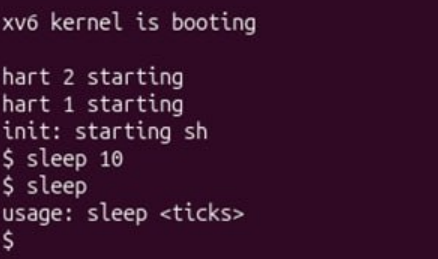 xv6 kernel is booting
hart 2 starting
hart 1 starting
init: starting sh
$ sleep 10
$ sleep
usage: sleep <ticks>
$